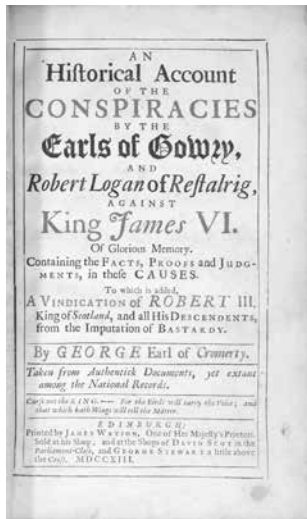 AN
Hiſtorical Account
OF THE
CONSPIRACIES
BY THE
Earls of Gowry,
AND
Robert Logan of Reſtalrig,
AGAINST
King James VI.
Of Glorious Memory.
Containing the FACTS, PROOFS and JUDG-
MENTS, in theſe CAUSES.
To which is added,
A VINDICATION of ROBERT III.
King of Scotland, and all His DESCENDENTS,
from the Imputation of BASTARDY.
By GEORGE Earl of Cromerty.
Taken from Authentick Documents, yet extant
among the National Records.
Curſe not the KING.---- For the Birds will carry the Voice; and
that which hath Wings will tell the Matter.
EDINBURGH;
Printed by JAMES WATSON, One of Her Majeſty's Printers.
Sold at his Shop, and at the Shops of DAVID SCOT in the
Parliament-Cloſs, and GEORGE STEWART a little above
the Croſs. MDCCXIII.